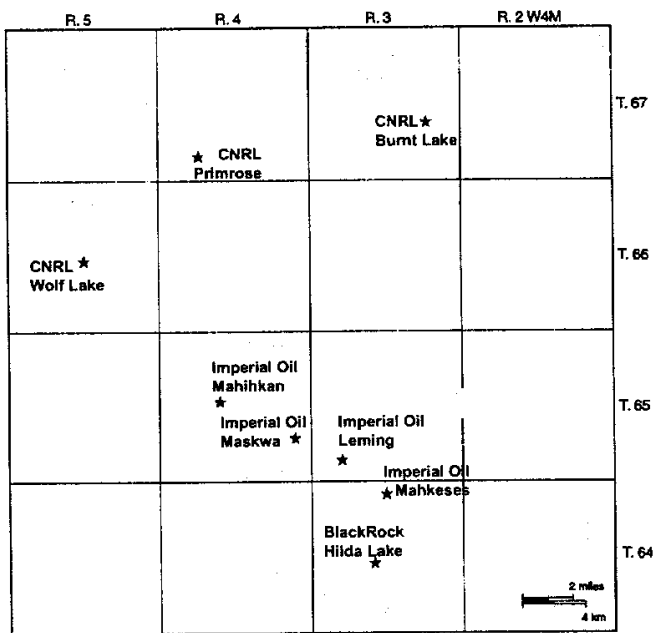 R. 5 R. 4 R. 3 R. 2 W4M
T. 67
CNRL
Burnt Lake
CNRL
Primrose
T. 66
CNRL
Wolf Lake
Imperial Oil
Mahihkan
T. 65
Imperial Oil
Maskwa
Imperial Oil
Leming
Imperial Oil
Mahkeses
BlackRock
Hilda Lake
T. 64
2 miles
4 km